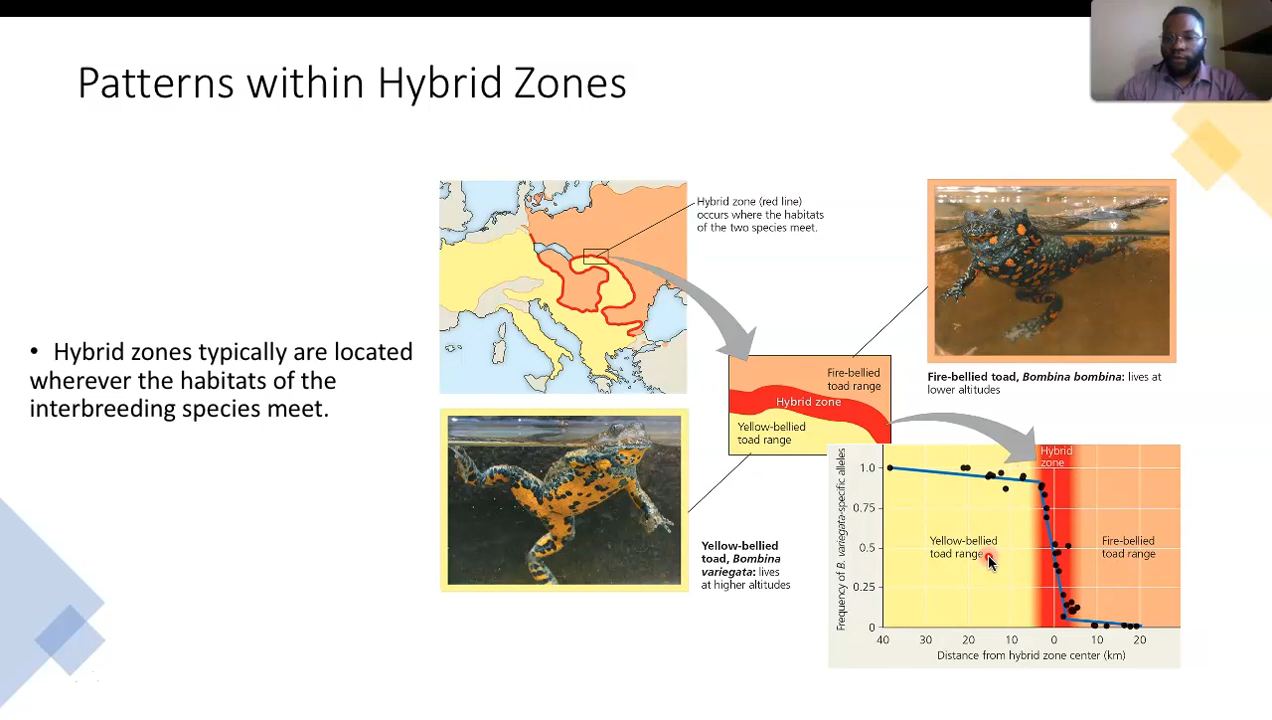 Patterns within Hybrid Zones
• Hybrid zones typically are located
wherever the habitats of the
interbreeding species meet.
Hybrid zone (red line)
occurs where the habitats
of the two species meet.
Fire-bellied toad, Bombina bombina: lives at
lower altitudes
Fire-bellied
toad range
Hybrid zone
Yellow-bellied
toad range
Yellow-bellied
toad, Bombina
variegata: lives
at higher altitudes
Frequency of B. variegata-specific alleles
1.0
0.75
0.5
0.25
0
Hybrid
zone
Yellow-bellied
toad range
Fire-bellied
toad range
40 30 20 10 0 10 20
Distance from hybrid zone center (km)